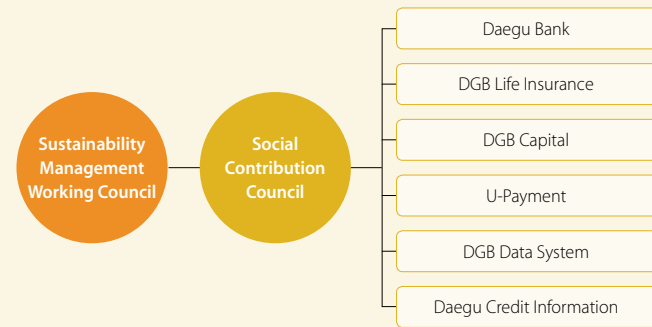 Sustainability
Management
Working Council
Social
Contribution
Council
Daegu Bank
DGB Life Insurance
DGB Capital
U-Payment
DGB Data System
Daegu Credit Information